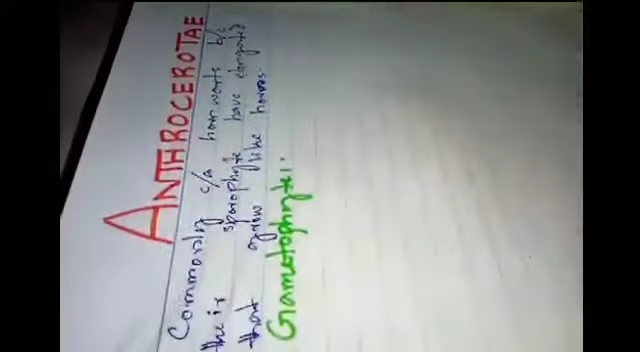 ANTHROCEROTAE
Commonly c/a hornworts b/c
their sporophyte have elongated
that grow like horns.
Gametophyte: